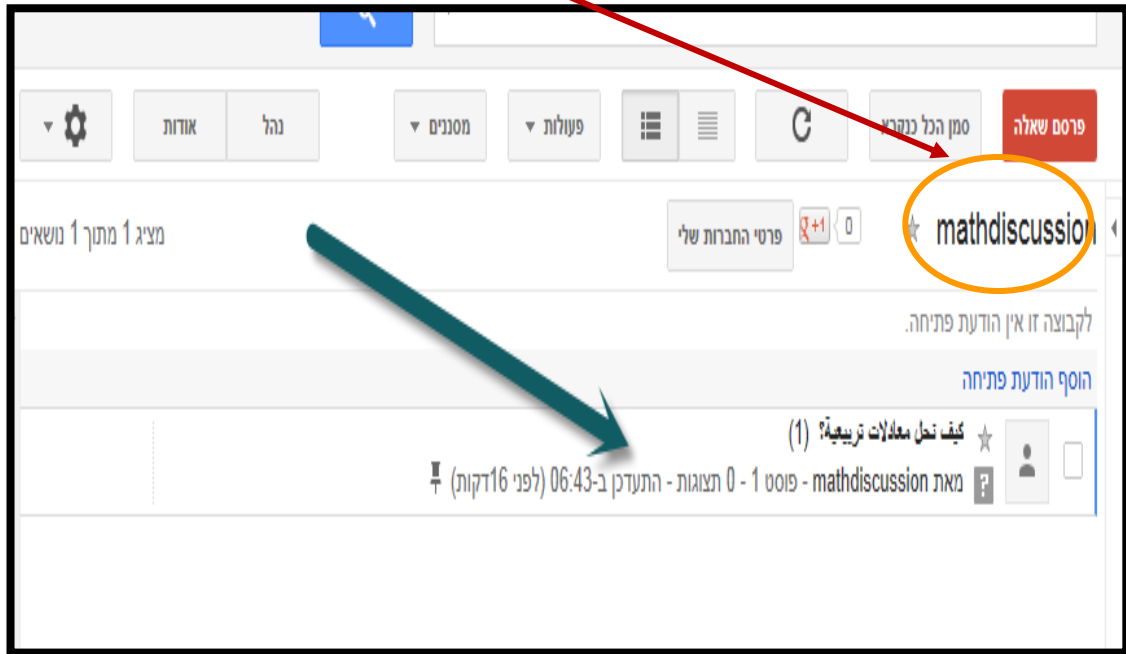 פרסם שאלה סמן הכל כנקרא פעולות מסננים נהל אודות
mathdiscussion 0 +1 פרטי החברות שלי מציג 1 מתוך 1 נושאים
לקבוצה זו אין הודעת פתיחה.
הוסף הודעת פתיחה
كيف نحل معادلات تربيعية؟ (1)
מאת mathdiscussion - פוסט 1 - 0 תצוגות - התעדכן ב-06:43 (לפני 16דקות)